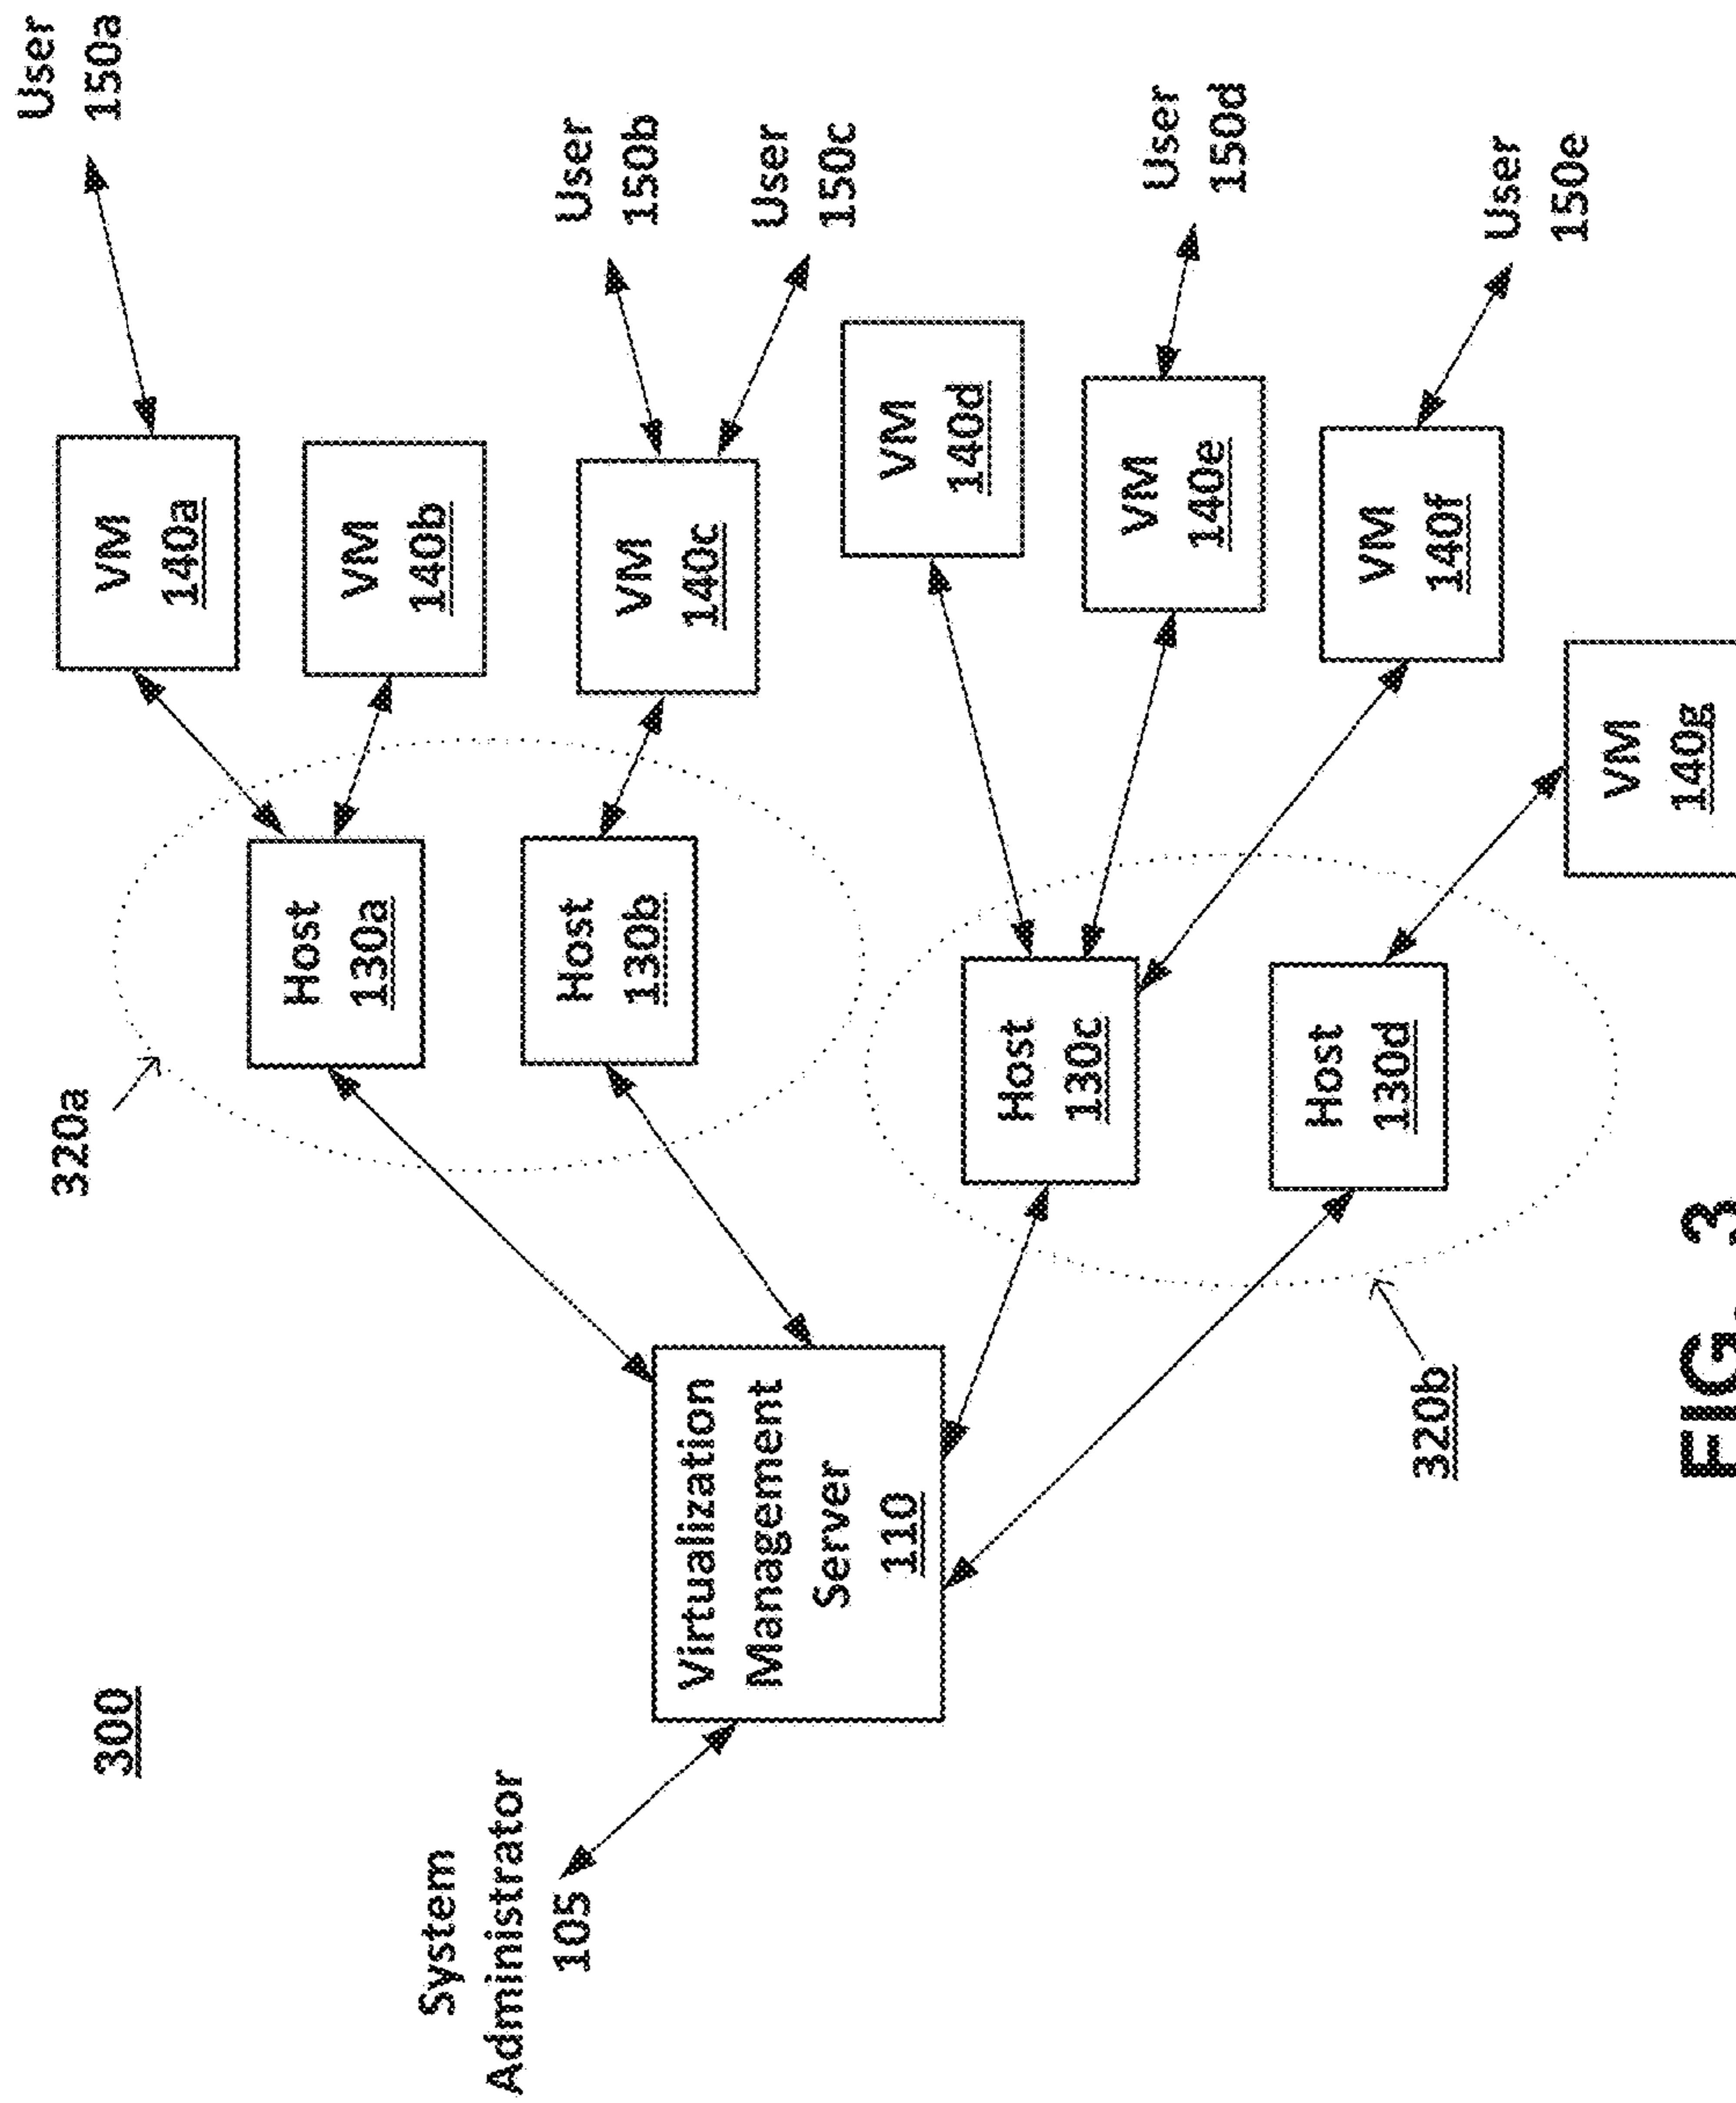 300
System
Administrator
105
Virtualization
Management
Server
110
320a
320b
Host
130a
Host
130b
Host
130c
Host
130d
VM
140a
VM
140b
VM
140c
VM
140d
VM
140e
VM
140f
VM
140g
User
150a
User
150b
User
150c
User
150d
User
150e
FIG. 3